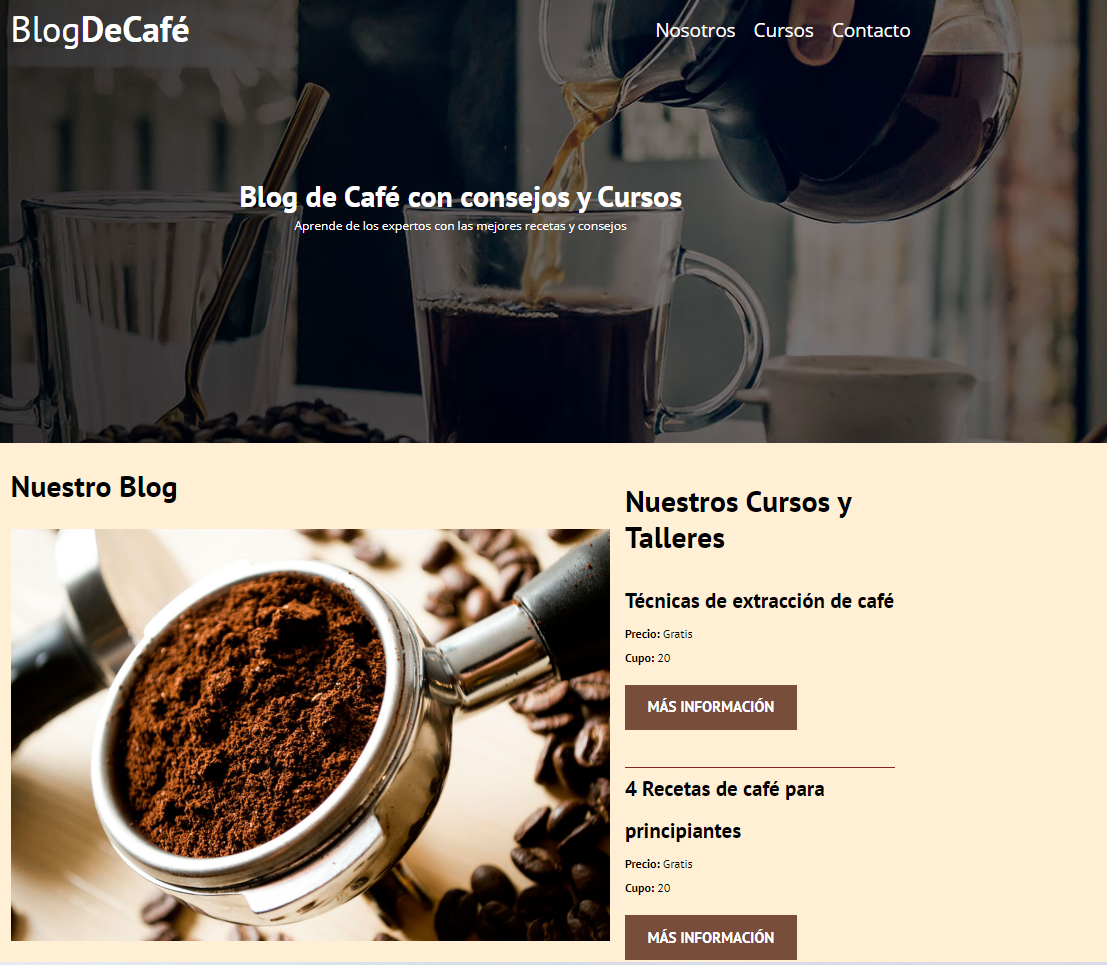 BlogDeCafé
Nosotros Cursos Contacto
Blog de Café con consejos y Cursos
Aprende de los expertos con las mejores recetas y consejos
Nuestro Blog
Nuestros Cursos y
Talleres
Técnicas de extracción de café
Precio: Gratis
Cupo: 20
MÁS INFORMACIÓN
4 Recetas de café para
principiantes
Precio: Gratis
Cupo: 20
MÁS INFORMACIÓN